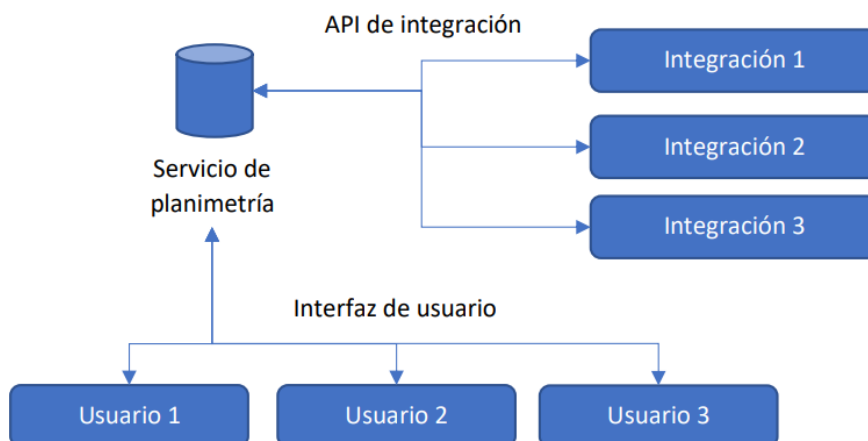 API de integración
Integración 1
Integración 2
Servicio de
planimetría
Integración 3
Interfaz de usuario
Usuario 1
Usuario 2
Usuario 3